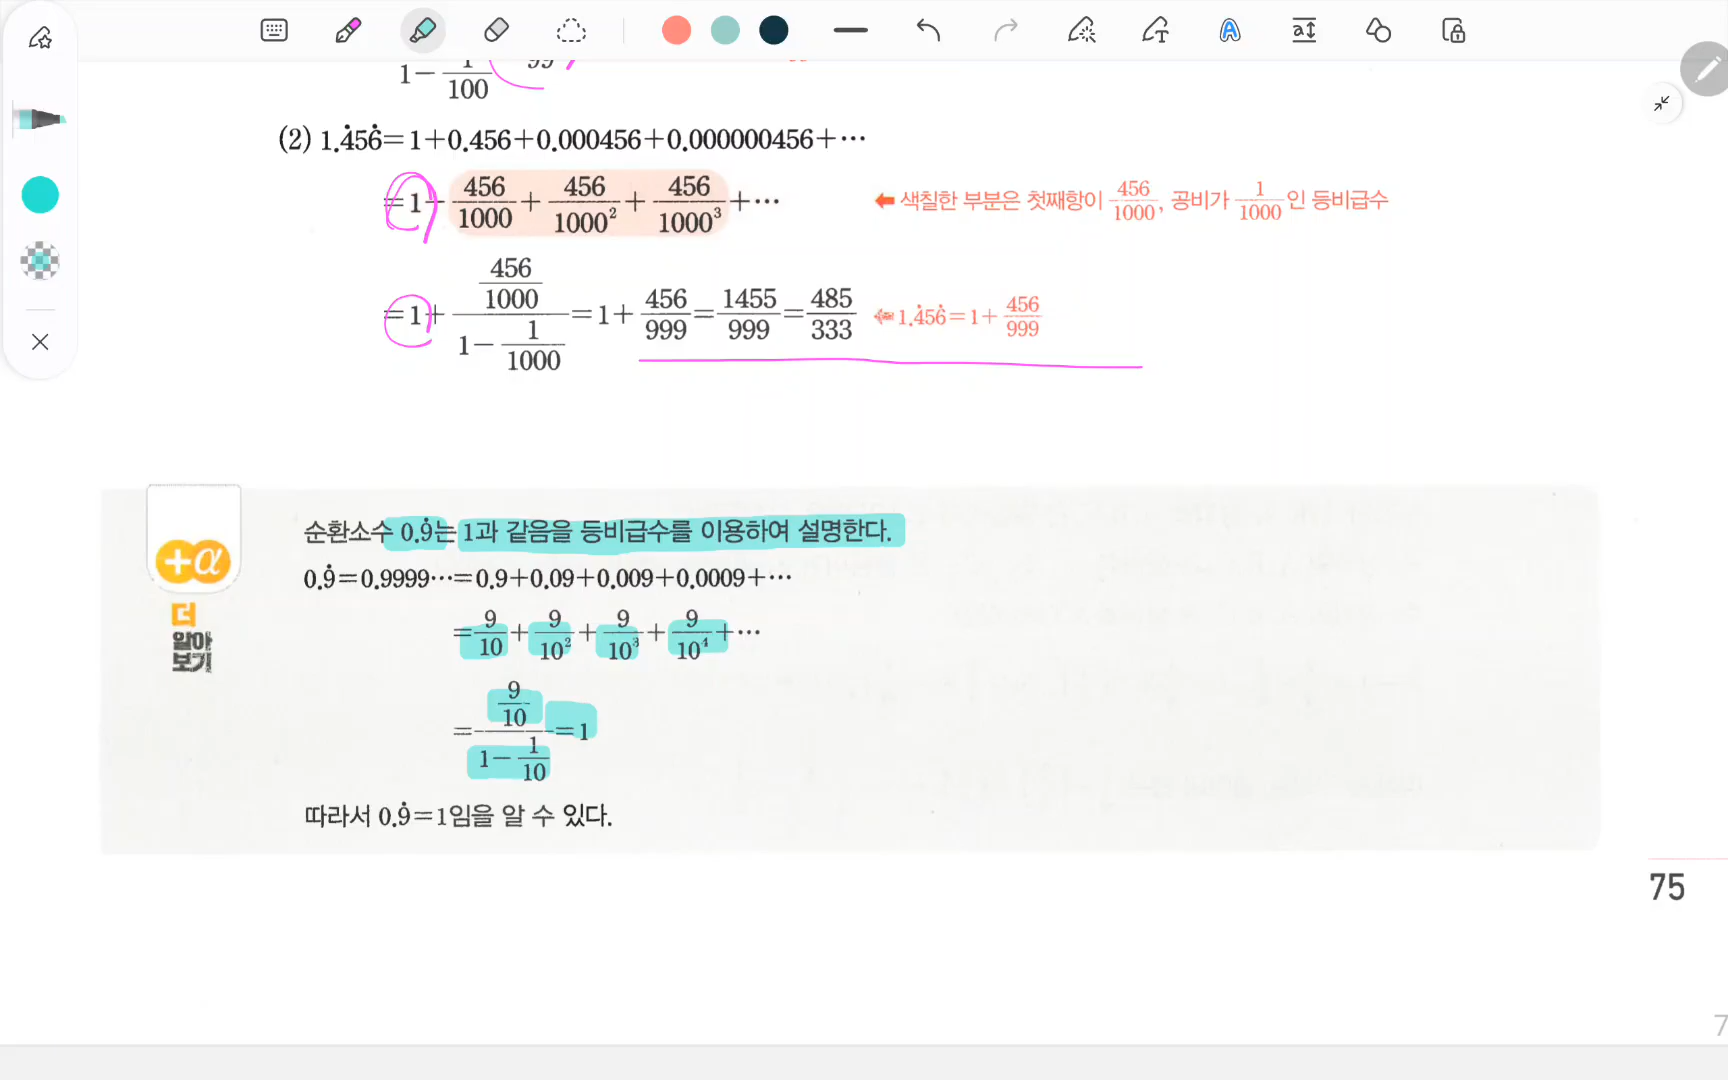 1 − 1/100
99
(2) 1.4̇56̇=1+0.456+0.000456+0.000000456+⋯
=1+456/1000+456/1000²+456/1000³+⋯ ⬅ 색칠한 부분은 첫째항이 456/1000, 공비가 1/1000인 등비급수
=1+(456/1000)/(1−1/1000)=1+456/999=1455/999=485/333 ⇐ 1.4̇56̇=1+456/999
+α
더
알아
보기
순환소수 0.9̇는 1과 같음을 등비급수를 이용하여 설명한다.
0.9̇=0.9999⋯=0.9+0.09+0.009+0.0009+⋯
=9/10+9/10²+9/10³+9/10⁴+⋯
=(9/10)/(1−1/10)=1
따라서 0.9̇=1임을 알 수 있다.
75
7